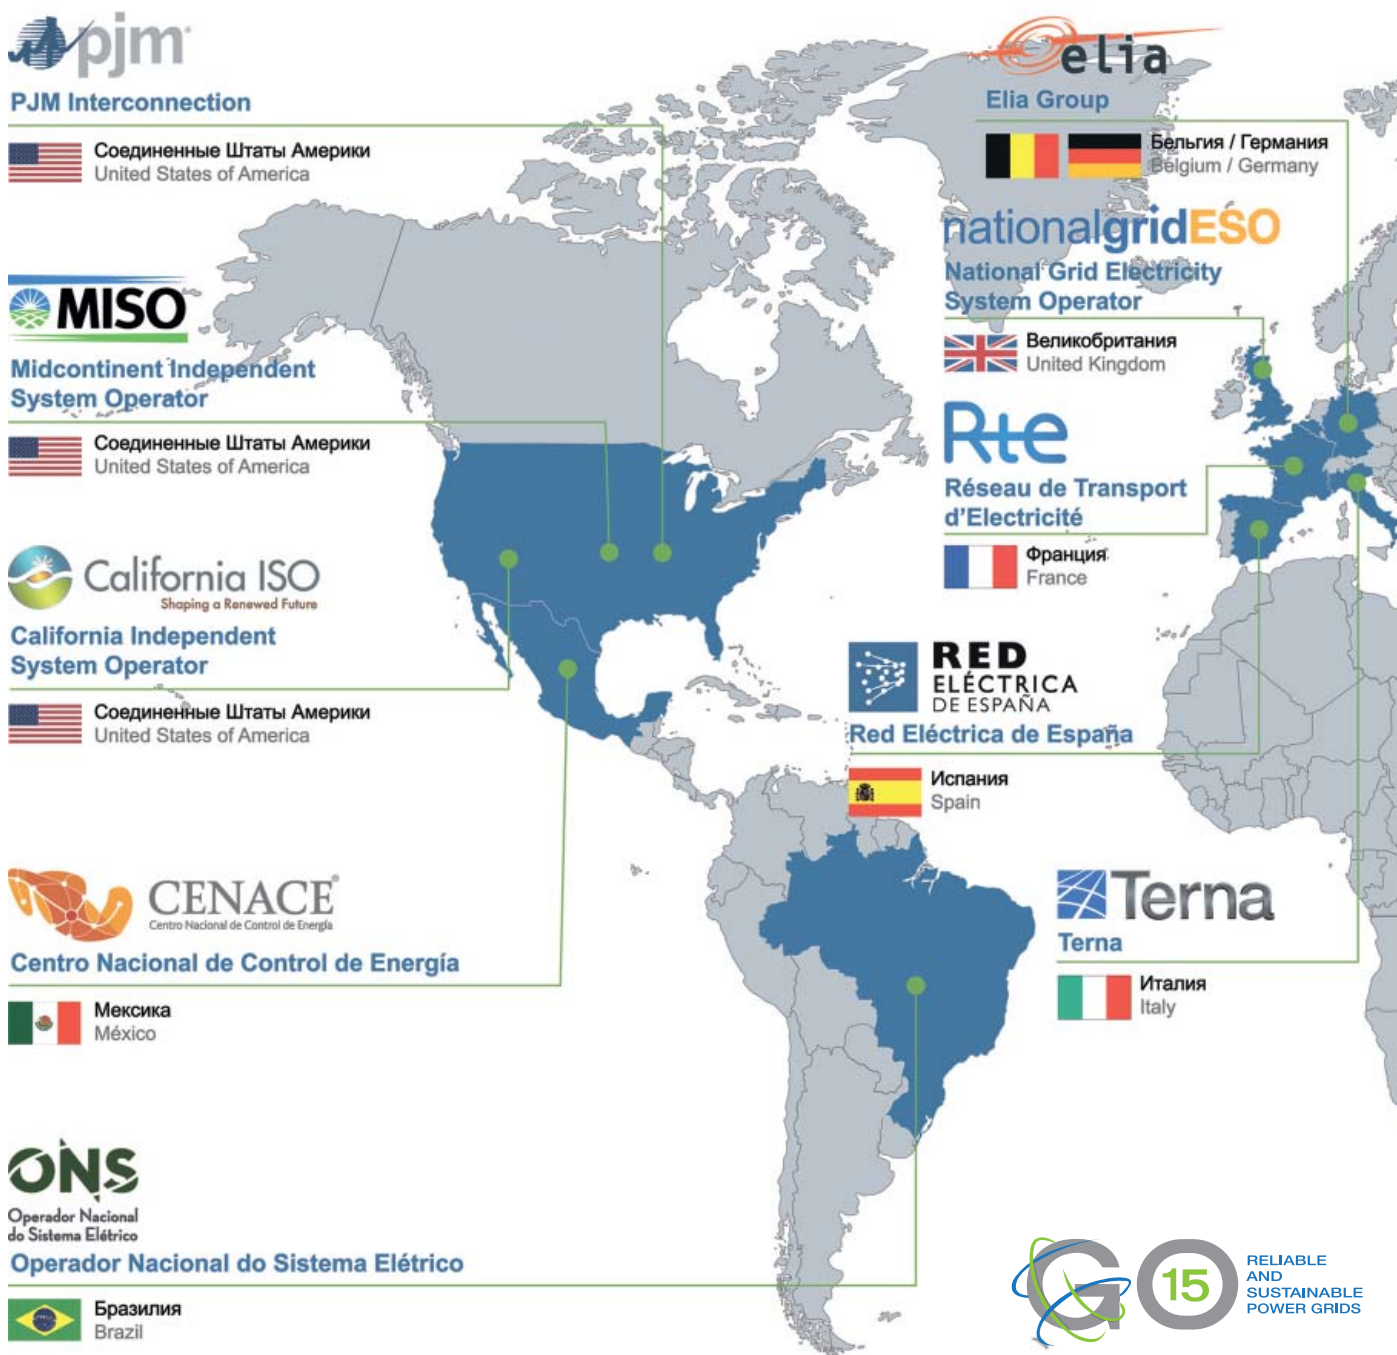 pjm
PJM Interconnection
Соединенные Штаты Америки
United States of America
MISO
Midcontinent Independent
System Operator
Соединенные Штаты Америки
United States of America
California ISO
Shaping a Renewed Future
California Independent
System Operator
Соединенные Штаты Америки
United States of America
CENACE®
Centro Nacional de Control de Energía
Centro Nacional de Control de Energía
Мексика
México
ONS
Operador Nacional
do Sistema Elétrico
Operador Nacional do Sistema Elétrico
Бразилия
Brazil
elia
Elia Group
Бельгия / Германия
Belgium / Germany
nationalgridESO
National Grid Electricity
System Operator
Великобритания
United Kingdom
Rte
Réseau de Transport
d'Electricité
Франция
France
RED
ELÉCTRICA
DE ESPAÑA
Red Eléctrica de España
Испания
Spain
Terna
Terna
Италия
Italy
GO 15
RELIABLE
AND
SUSTAINABLE
POWER GRIDS